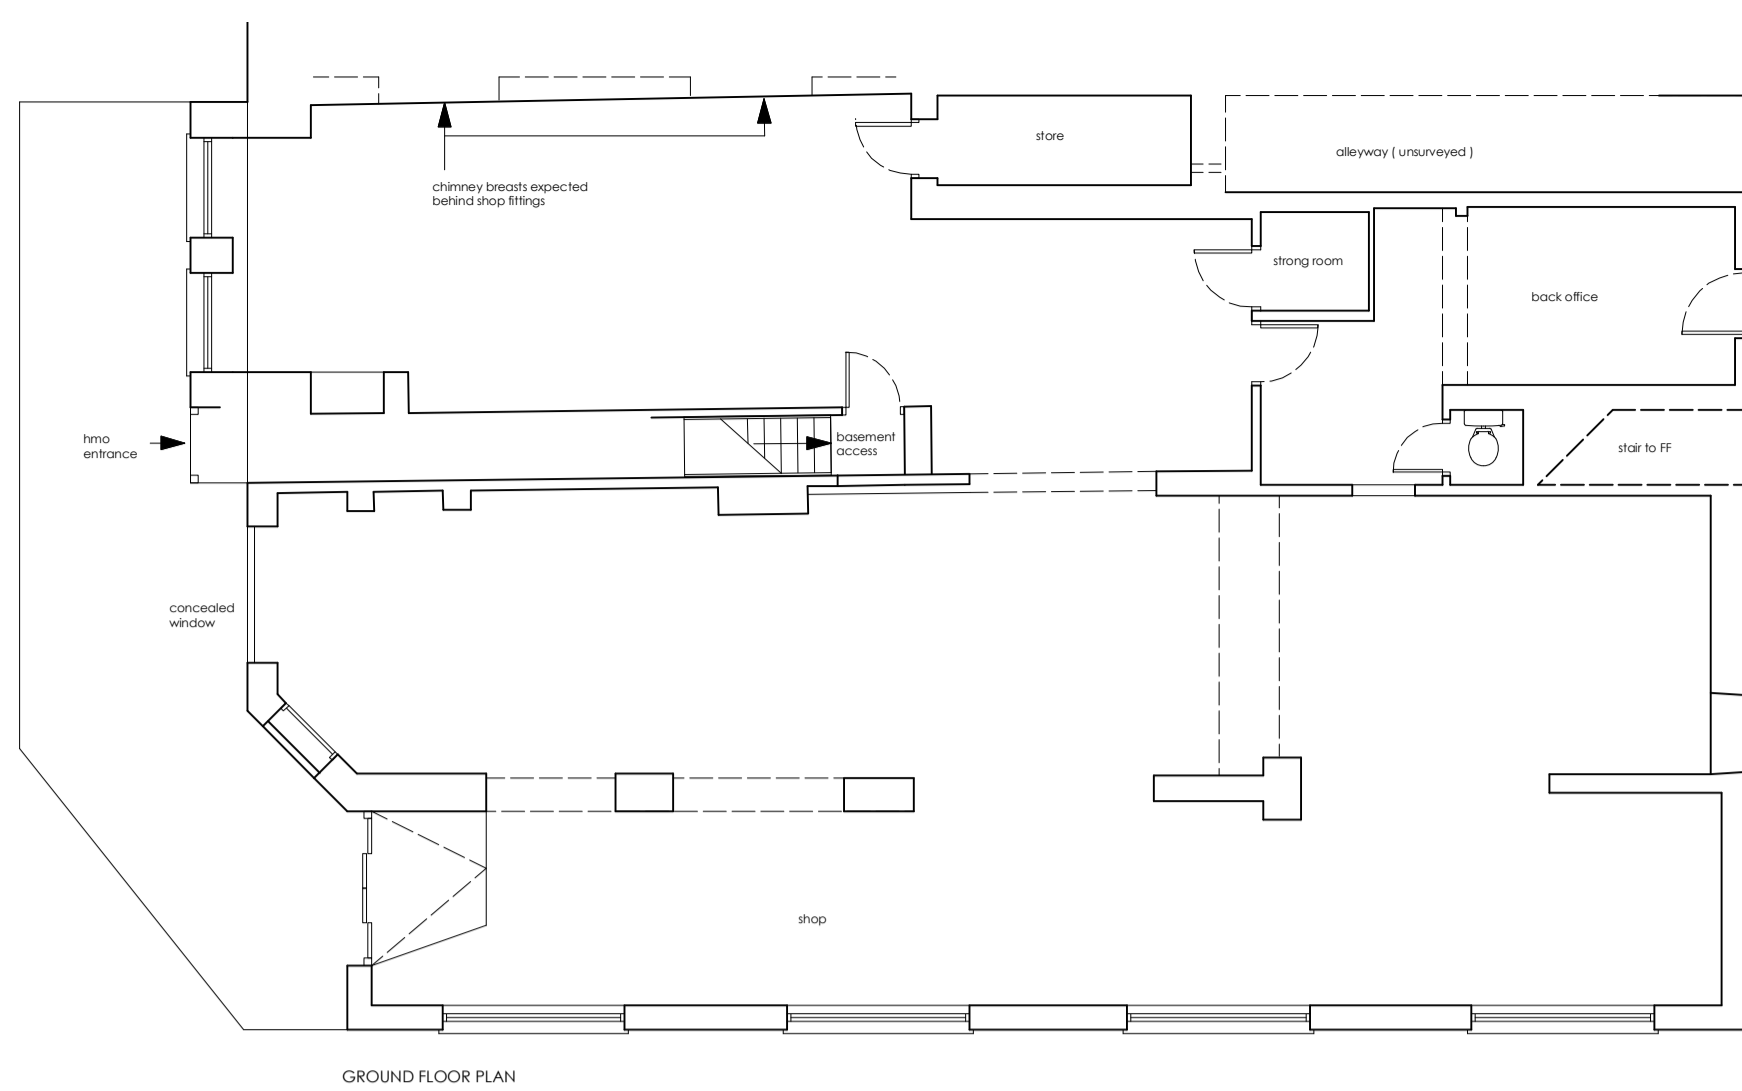 store
alleyway ( unsurveyed )
chimney breasts expected
behind shop fittings
strong room
back office
hmo
entrance
basement
access
stair to FF
concealed
window
shop
GROUND FLOOR PLAN